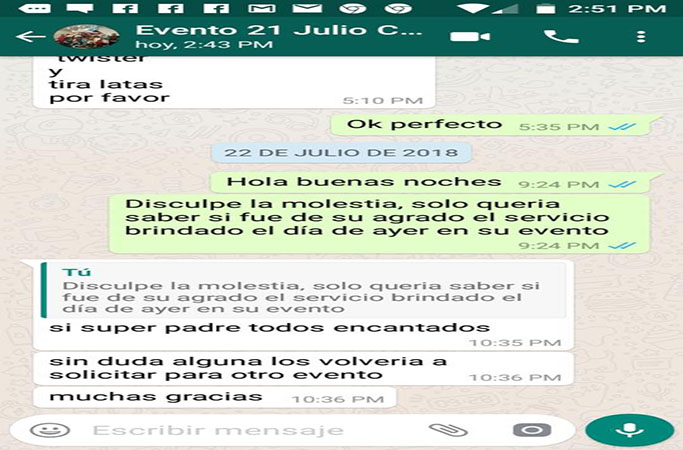 2:51 PM
Evento 21 Julio C...
hoy, 2:43 PM
twister
y
tira latas
por favor
5:10 PM
Ok perfecto 5:35 PM
22 DE JULIO DE 2018
Hola buenas noches 9:24 PM
Disculpe la molestia, solo queria
saber si fue de su agrado el servicio
brindado el día de ayer en su evento
9:24 PM
Tú
Disculpe la molestia, solo queria saber si
fue de su agrado el servicio brindado el
día de ayer en su evento
si super padre todos encantados
10:35 PM
sin duda alguna los volveria a
solicitar para otro evento 10:36 PM
muchas gracias 10:36 PM
Escribir mensaje